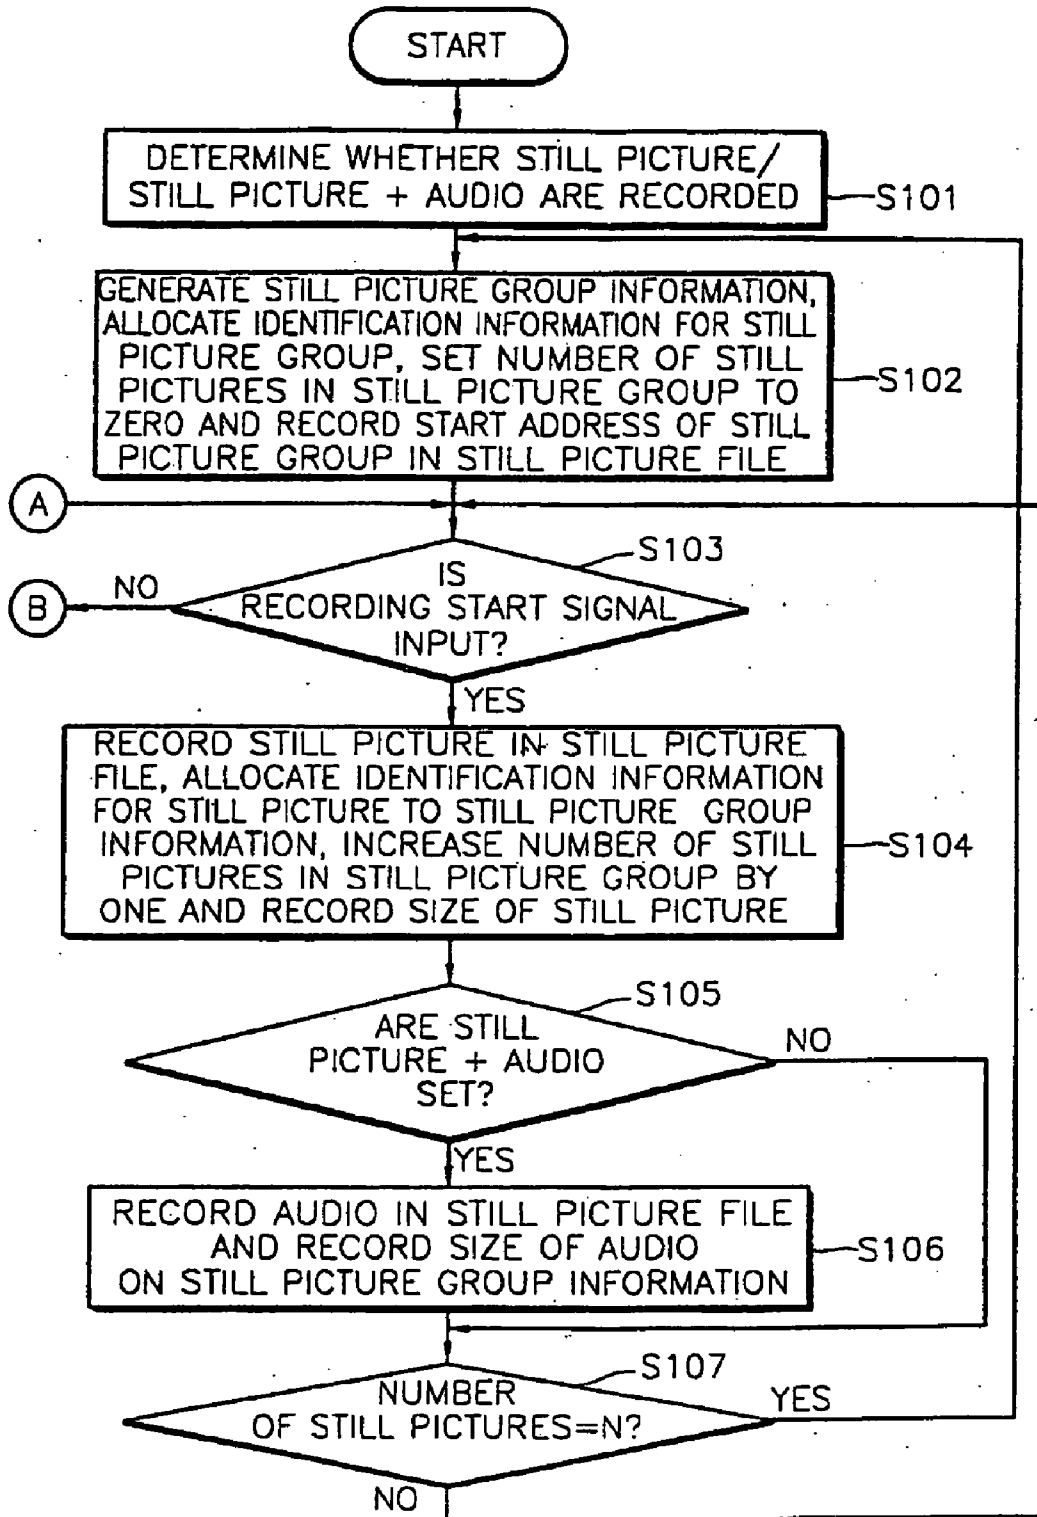 START
DETERMINE WHETHER STILL PICTURE/
STILL PICTURE + AUDIO ARE RECORDED
S101
GENERATE STILL PICTURE GROUP INFORMATION,
ALLOCATE IDENTIFICATION INFORMATION FOR STILL
PICTURE GROUP, SET NUMBER OF STILL
PICTURES IN STILL PICTURE GROUP TO
ZERO AND RECORD START ADDRESS OF STILL
PICTURE GROUP IN STILL PICTURE FILE
S102
A
S103
IS
RECORDING START SIGNAL
INPUT?
NO
B
YES
RECORD STILL PICTURE IN STILL PICTURE
FILE, ALLOCATE IDENTIFICATION INFORMATION
FOR STILL PICTURE TO STILL PICTURE GROUP
INFORMATION, INCREASE NUMBER OF STILL
PICTURES IN STILL PICTURE GROUP BY
ONE AND RECORD SIZE OF STILL PICTURE
S104
S105
ARE STILL
PICTURE + AUDIO
SET?
NO
YES
RECORD AUDIO IN STILL PICTURE FILE
AND RECORD SIZE OF AUDIO
ON STILL PICTURE GROUP INFORMATION
S106
S107
NUMBER
OF STILL PICTURES=N?
YES
NO